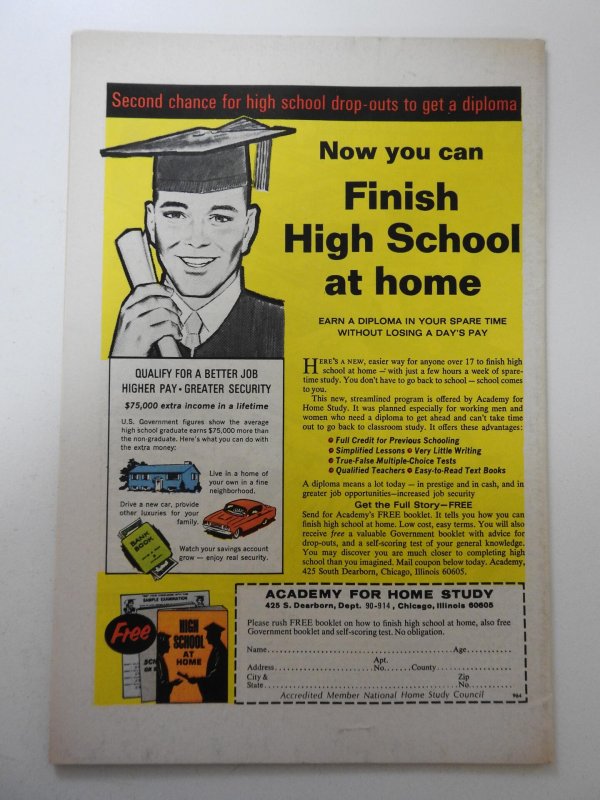 Second chance for high school drop-outs to get a diploma
Now you can
Finish
High School
at home
EARN A DIPLOMA IN YOUR SPARE TIME
WITHOUT LOSING A DAY'S PAY
HERE'S A NEW, easier way for anyone over 17 to finish high
school at home — with just a few hours a week of spare-
time study. You don't have to go back to school — school comes
to you.
This new, streamlined program is offered by Academy for
Home Study. It was planned especially for working men and
women who need a diploma to get ahead and can't take time
out to go back to classroom study. It offers these advantages:
• Full Credit for Previous Schooling
• Simplified Lessons • Very Little Writing
• True-False Multiple-Choice Tests
• Qualified Teachers • Easy-to-Read Text Books
A diploma means a lot today — in prestige and in cash, and in
greater job opportunities—increased job security
Get the Full Story—FREE
Send for Academy's FREE booklet. It tells you how you can
finish high school at home. Low cost, easy terms. You will also
receive free a valuable Government booklet with advice for
drop-outs, and a self-scoring test of your general knowledge.
You may discover you are much closer to completing high
school than you imagined. Mail coupon below today. Academy,
425 South Dearborn, Chicago, Illinois 60605.
QUALIFY FOR A BETTER JOB
HIGHER PAY • GREATER SECURITY
$75,000 extra income in a lifetime
U.S. Government figures show the average
high school graduate earns $75,000 more than
the non-graduate. Here's what you can do with
the extra money:
Live in a home of
your own in a fine
neighborhood.
Drive a new car, provide
other luxuries for your
family.
BANK
BOOK
Watch your savings account
grow — enjoy real security.
SAMPLE EXAMINATION
Free
HIGH
SCHOOL
AT
HOME
ACADEMY FOR HOME STUDY
425 S. Dearborn, Dept. 90-914, Chicago, Illinois 60605
Please rush FREE booklet on how to finish high school at home, also free
Government booklet and self-scoring test. No obligation.
Name Age
Address Apt. No. County
City &
State Zip No.
Accredited Member National Home Study Council